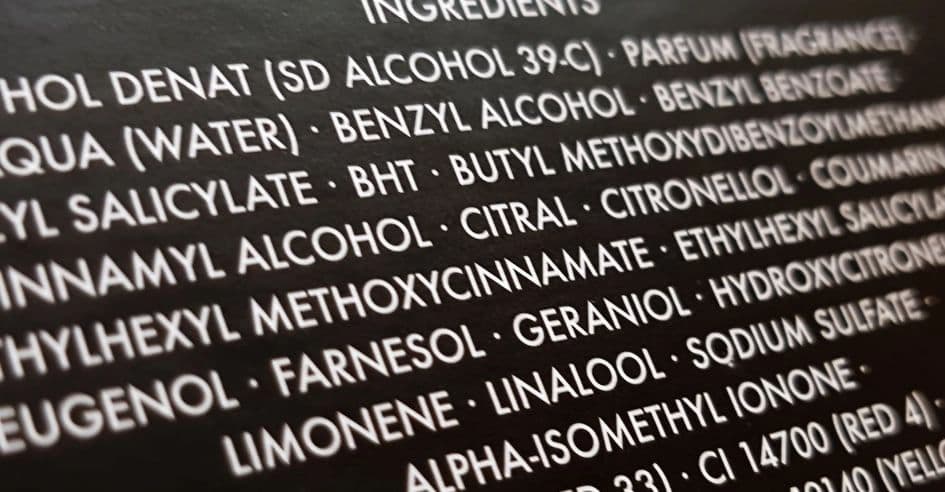 INGREDIENTS
HOL DENAT (SD ALCOHOL 39-C) · PARFUM (FRAGRANCE) ·
QUA (WATER) · BENZYL ALCOHOL · BENZYL BENZOATE ·
YL SALICYLATE · BHT · BUTYL METHOXYDIBENZOYLMETHAN
INNAMYL ALCOHOL · CITRAL · CITRONELLOL · COUMARIN
THYLHEXYL METHOXYCINNAMATE · ETHYLHEXYL SALICYLA
EUGENOL · FARNESOL · GERANIOL · HYDROXYCITRONE
LIMONENE · LINALOOL · SODIUM SULFATE ·
ALPHA-ISOMETHYL IONONE ·
33) · CI 14700 (RED 4) ·
(YELLO